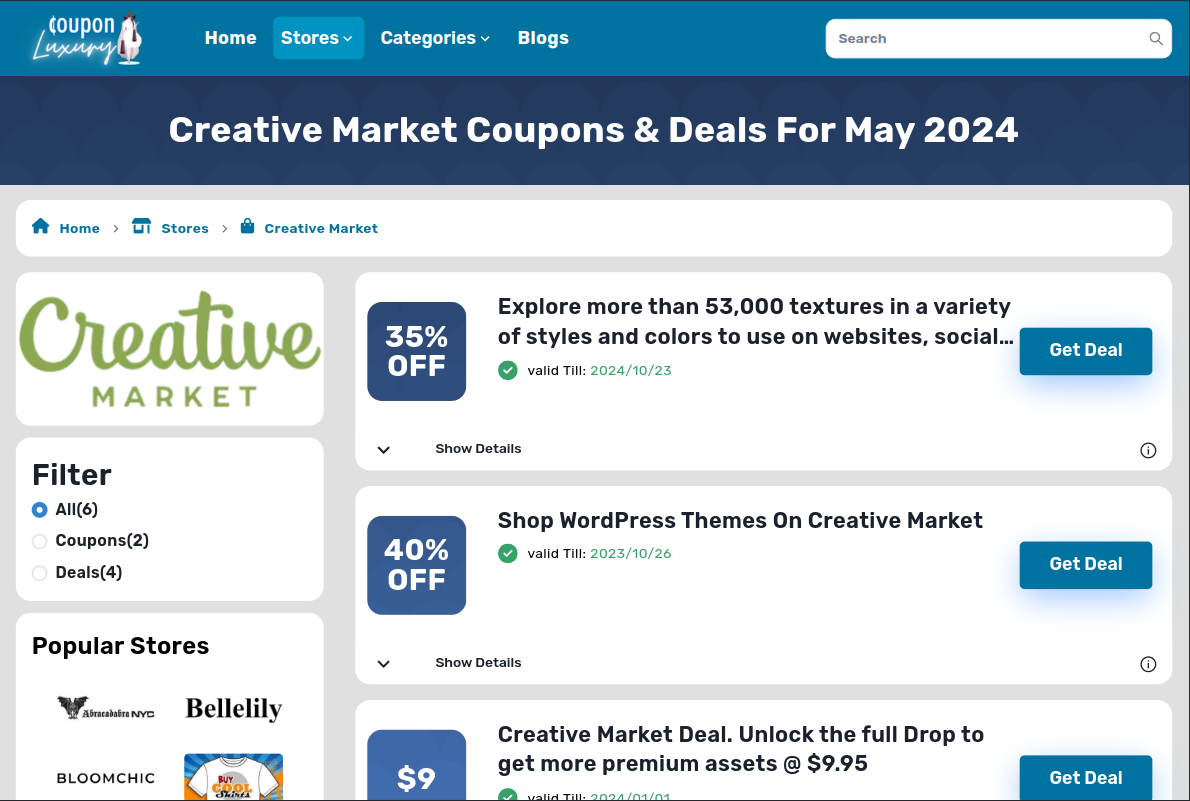 Coupon
Luxury
Home
Stores
Categories
Blogs
Search
Creative Market Coupons & Deals For May 2024
Home
Stores
Creative Market
Creative
MARKET
Filter
All(6)
Coupons(2)
Deals(4)
Popular Stores
Abracadabra NYC
Bellelily
BLOOMCHIC
BUY
COOL
Shirts
35%
OFF
Explore more than 53,000 textures in a variety
of styles and colors to use on websites, social...
valid Till: 2024/10/23
Get Deal
Show Details
40%
OFF
Shop WordPress Themes On Creative Market
valid Till: 2023/10/26
Get Deal
Show Details
$9
Creative Market Deal. Unlock the full Drop to
get more premium assets @ $9.95
valid Till: 2024/01/01
Get Deal